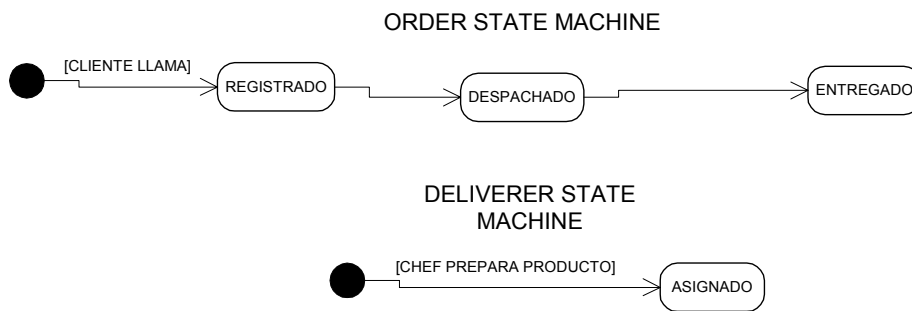 ORDER STATE MACHINE
[CLIENTE LLAMA]
REGISTRADO
DESPACHADO
ENTREGADO
DELIVERER STATE
MACHINE
[CHEF PREPARA PRODUCTO]
ASIGNADO